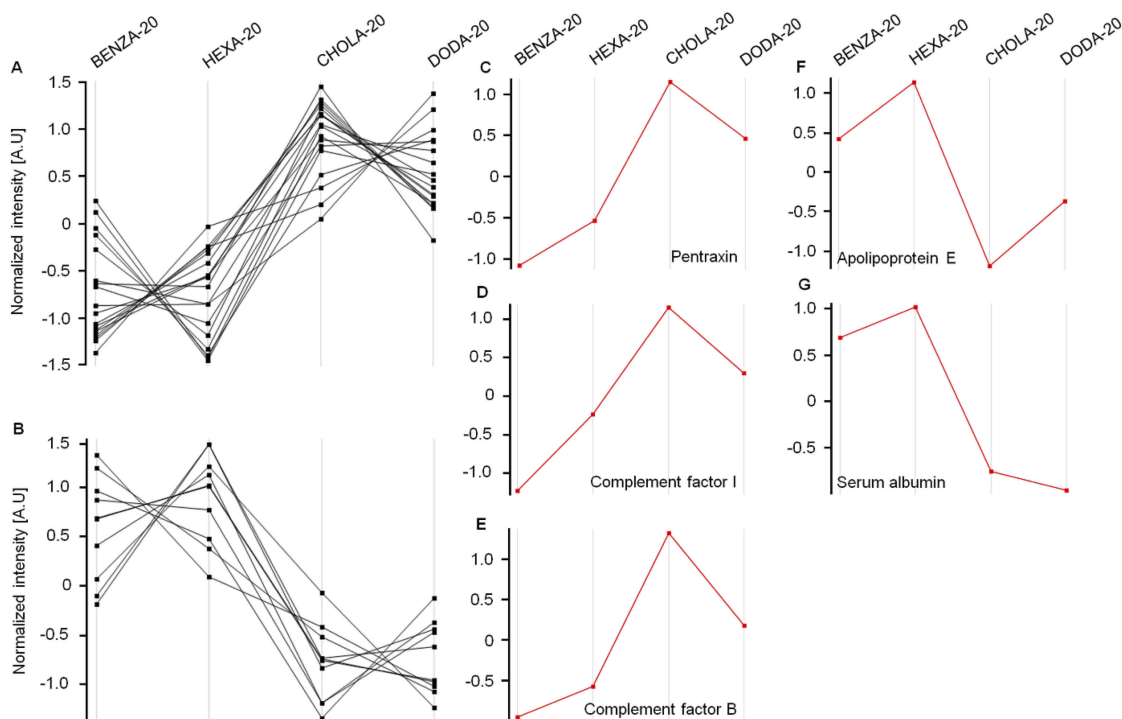 BENZA-20
HEXA-20
CHOLA-20
DODA-20
A
Normalized intensity [A.U]
1.5
1.0
0.5
0
-0.5
-1.0
-1.5
B
Normalized intensity [A.U]
1.5
1.0
0.5
0
-0.5
-1.0
BENZA-20
HEXA-20
CHOLA-20
DODA-20
C
1.0
0.5
0
-0.5
-1.0
Pentraxin
D
1.0
0.5
0
-0.5
-1.0
Complement factor I
E
1.0
0.5
0
-0.5
Complement factor B
BENZA-20
HEXA-20
CHOLA-20
DODA-20
F
1.0
0.5
0
-0.5
-1.0
Apolipoprotein E
G
1.0
0.5
0
-0.5
Serum albumin